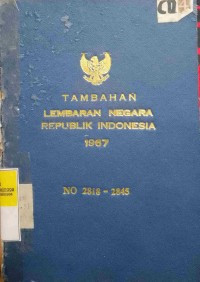 TAMBAHAN
LEMBARAN NEGARA
REPUBLIK INDONESIA
1967
NO 2818 - 2845